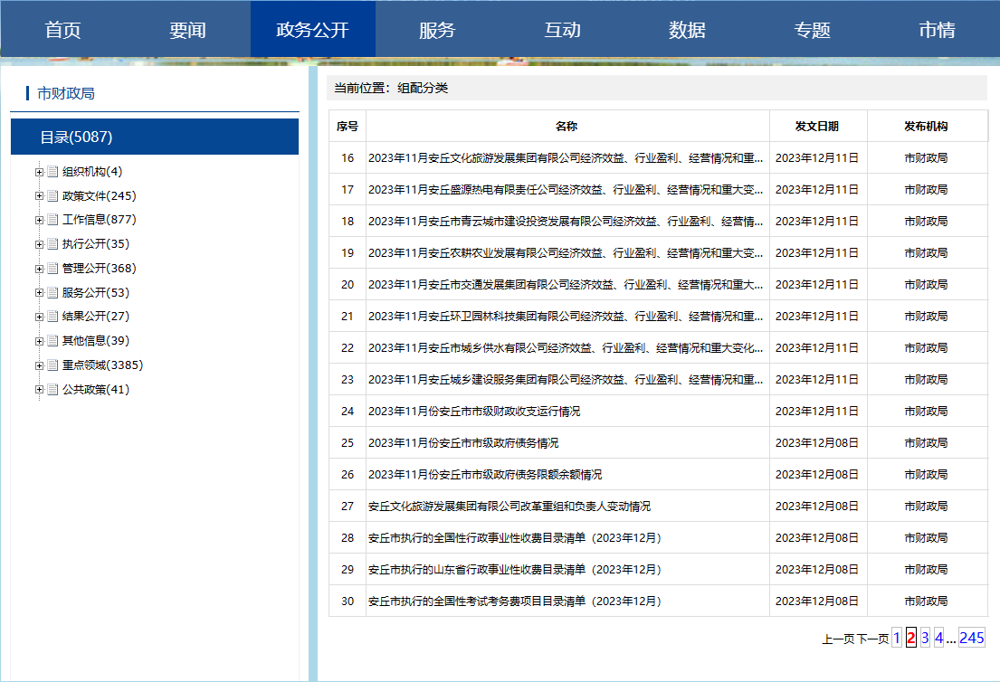 首页 要闻 政务公开 服务 互动 数据 专题 市情
市财政局
目录(5087)
组织机构(4)
政策文件(245)
工作信息(877)
执行公开(35)
管理公开(368)
服务公开(53)
结果公开(27)
其他信息(39)
重点领域(3385)
公共政策(41)
当前位置：组配分类
序号 名称 发文日期 发布机构
16 2023年11月安丘文化旅游发展集团有限公司经济效益、行业盈利、经营情况和重... 2023年12月11日 市财政局
17 2023年11月安丘盛源热电有限责任公司经济效益、行业盈利、经营情况和重大变... 2023年12月11日 市财政局
18 2023年11月安丘市青云城市建设投资发展有限公司经济效益、行业盈利、经营情... 2023年12月11日 市财政局
19 2023年11月安丘农耕农业发展有限公司经济效益、行业盈利、经营情况和重大变... 2023年12月11日 市财政局
20 2023年11月安丘市交通发展集团有限公司经济效益、行业盈利、经营情况和重大... 2023年12月11日 市财政局
21 2023年11月安丘环卫园林科技集团有限公司经济效益、行业盈利、经营情况和重... 2023年12月11日 市财政局
22 2023年11月安丘市城乡供水有限公司经济效益、行业盈利、经营情况和重大变化... 2023年12月11日 市财政局
23 2023年11月安丘城乡建设服务集团有限公司经济效益、行业盈利、经营情况和重... 2023年12月11日 市财政局
24 2023年11月份安丘市市级财政收支运行情况 2023年12月11日 市财政局
25 2023年11月份安丘市市级政府债务情况 2023年12月08日 市财政局
26 2023年11月份安丘市市级政府债务限额余额情况 2023年12月08日 市财政局
27 安丘文化旅游发展集团有限公司改革重组和负责人变动情况 2023年12月08日 市财政局
28 安丘市执行的全国性行政事业性收费目录清单（2023年12月） 2023年12月08日 市财政局
29 安丘市执行的山东省行政事业性收费目录清单（2023年12月） 2023年12月08日 市财政局
30 安丘市执行的全国性考试考务费项目目录清单（2023年12月） 2023年12月08日 市财政局
上一页 下一页 1 2 3 4 ... 245